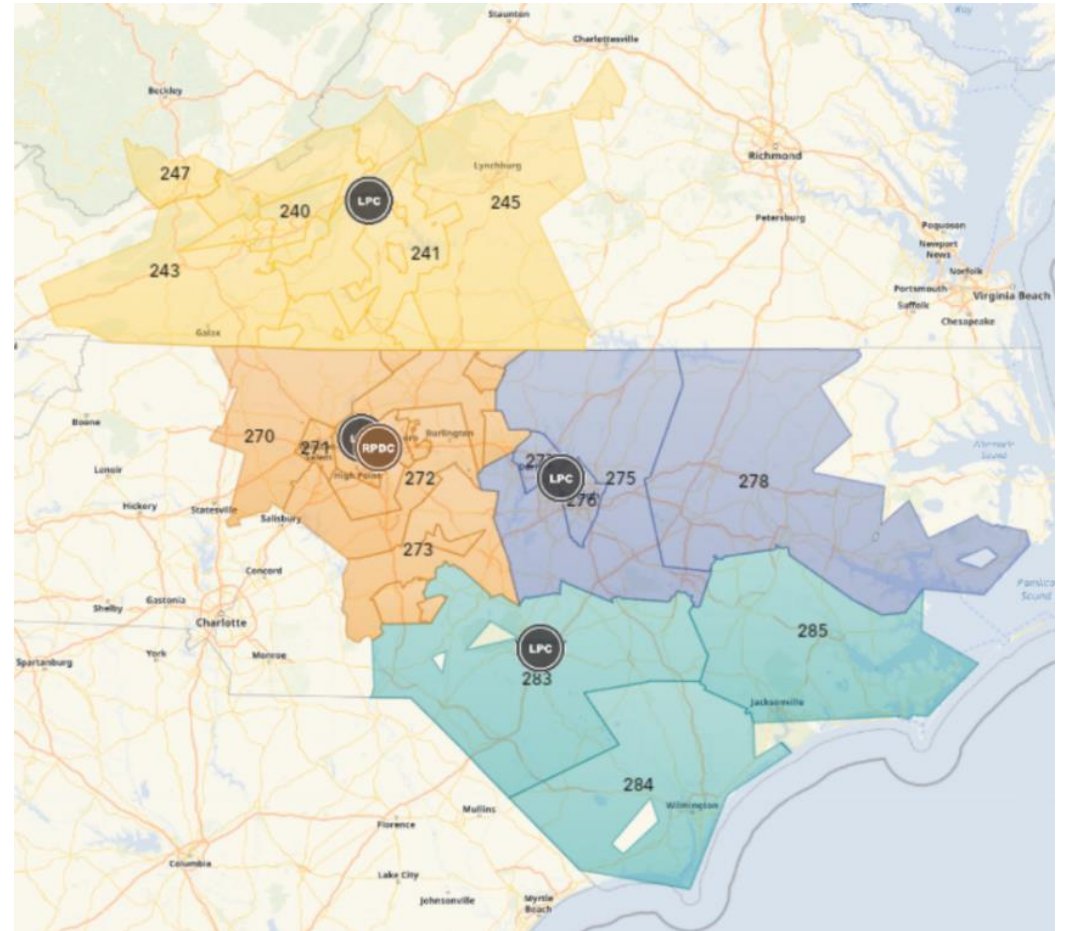 Staunton
Charlottesville
Beckley
Richmond
Lynchburg
247
LPC
240
245
Petersburg
Poquoson
Newport
News
241
243
Norfolk
Portsmouth
Virginia Beach
Suffolk
Chesapeake
Galax
Boone
270
271
RPDC
Burlington
Lenoir
High Point
272
LPC
275
278
276
Hickory
Statesville
Salisbury
273
Concord
Shelby
Gastonia
Charlotte
Pamlico
Sound
285
York
Monroe
LPC
Spartanburg
283
Jacksonville
284
Wilmington
Mullins
Florence
Columbia
Lake City
Johnsonville
Myrtle
Beach